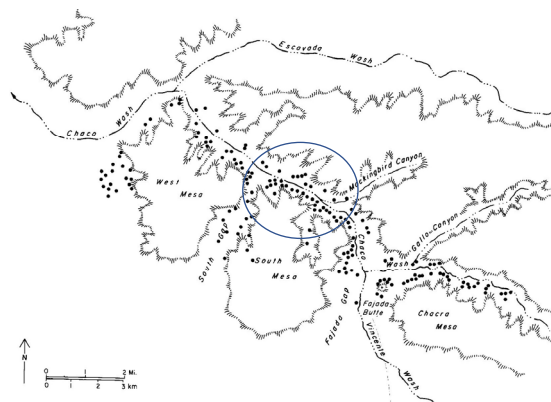 Escavada Wash
Chaco Wash
Mockingbird Canyon
West Mesa
Gallo Canyon
South Gap
South Mesa
Chaco Wash
Fajada Gap
Fajada Butte
Chacra Mesa
Vincente Wash
N
0 1 2 Mi.
0 1 2 3 km